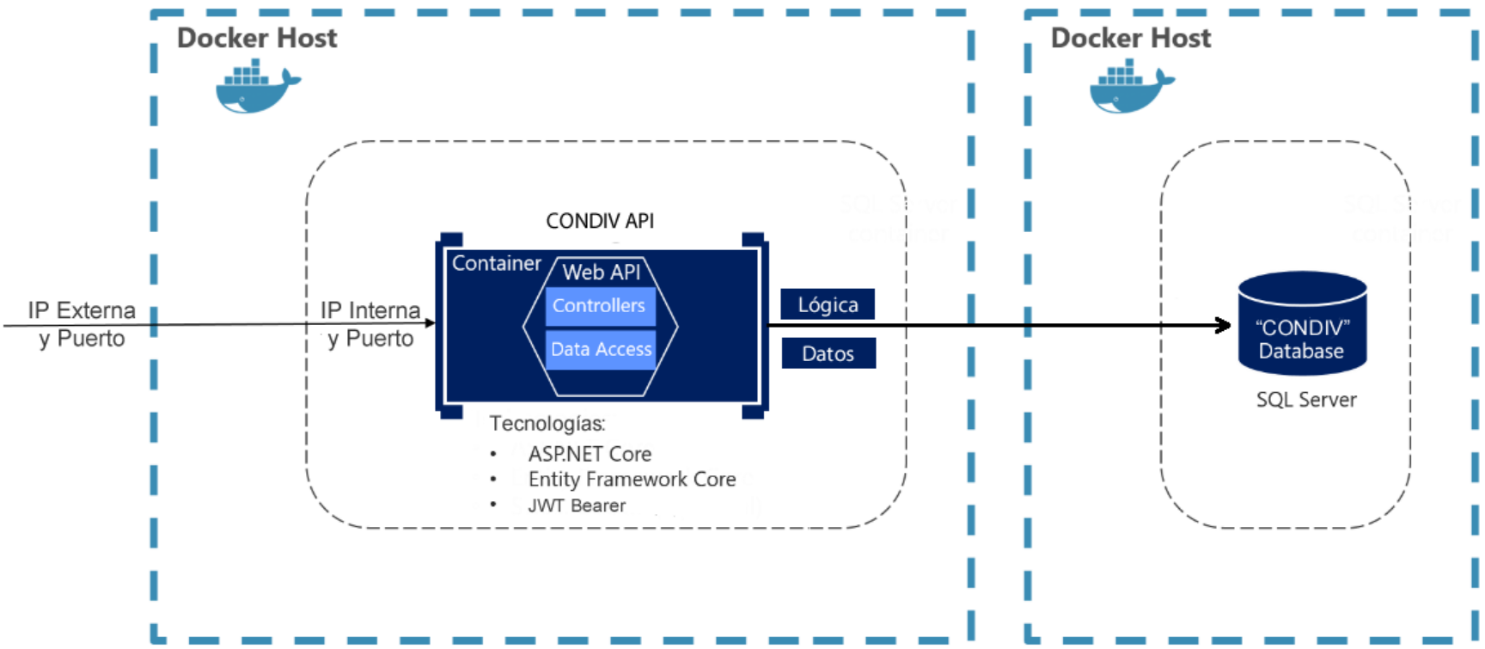 Docker Host
Docker Host
CONDIV API
Container
Web API
Controllers
Data Access
IP Externa
y Puerto
IP Interna
y Puerto
Lógica
Datos
“CONDIV”
Database
SQL Server
Tecnologías:
• ASP.NET Core
• Entity Framework Core
• JWT Bearer